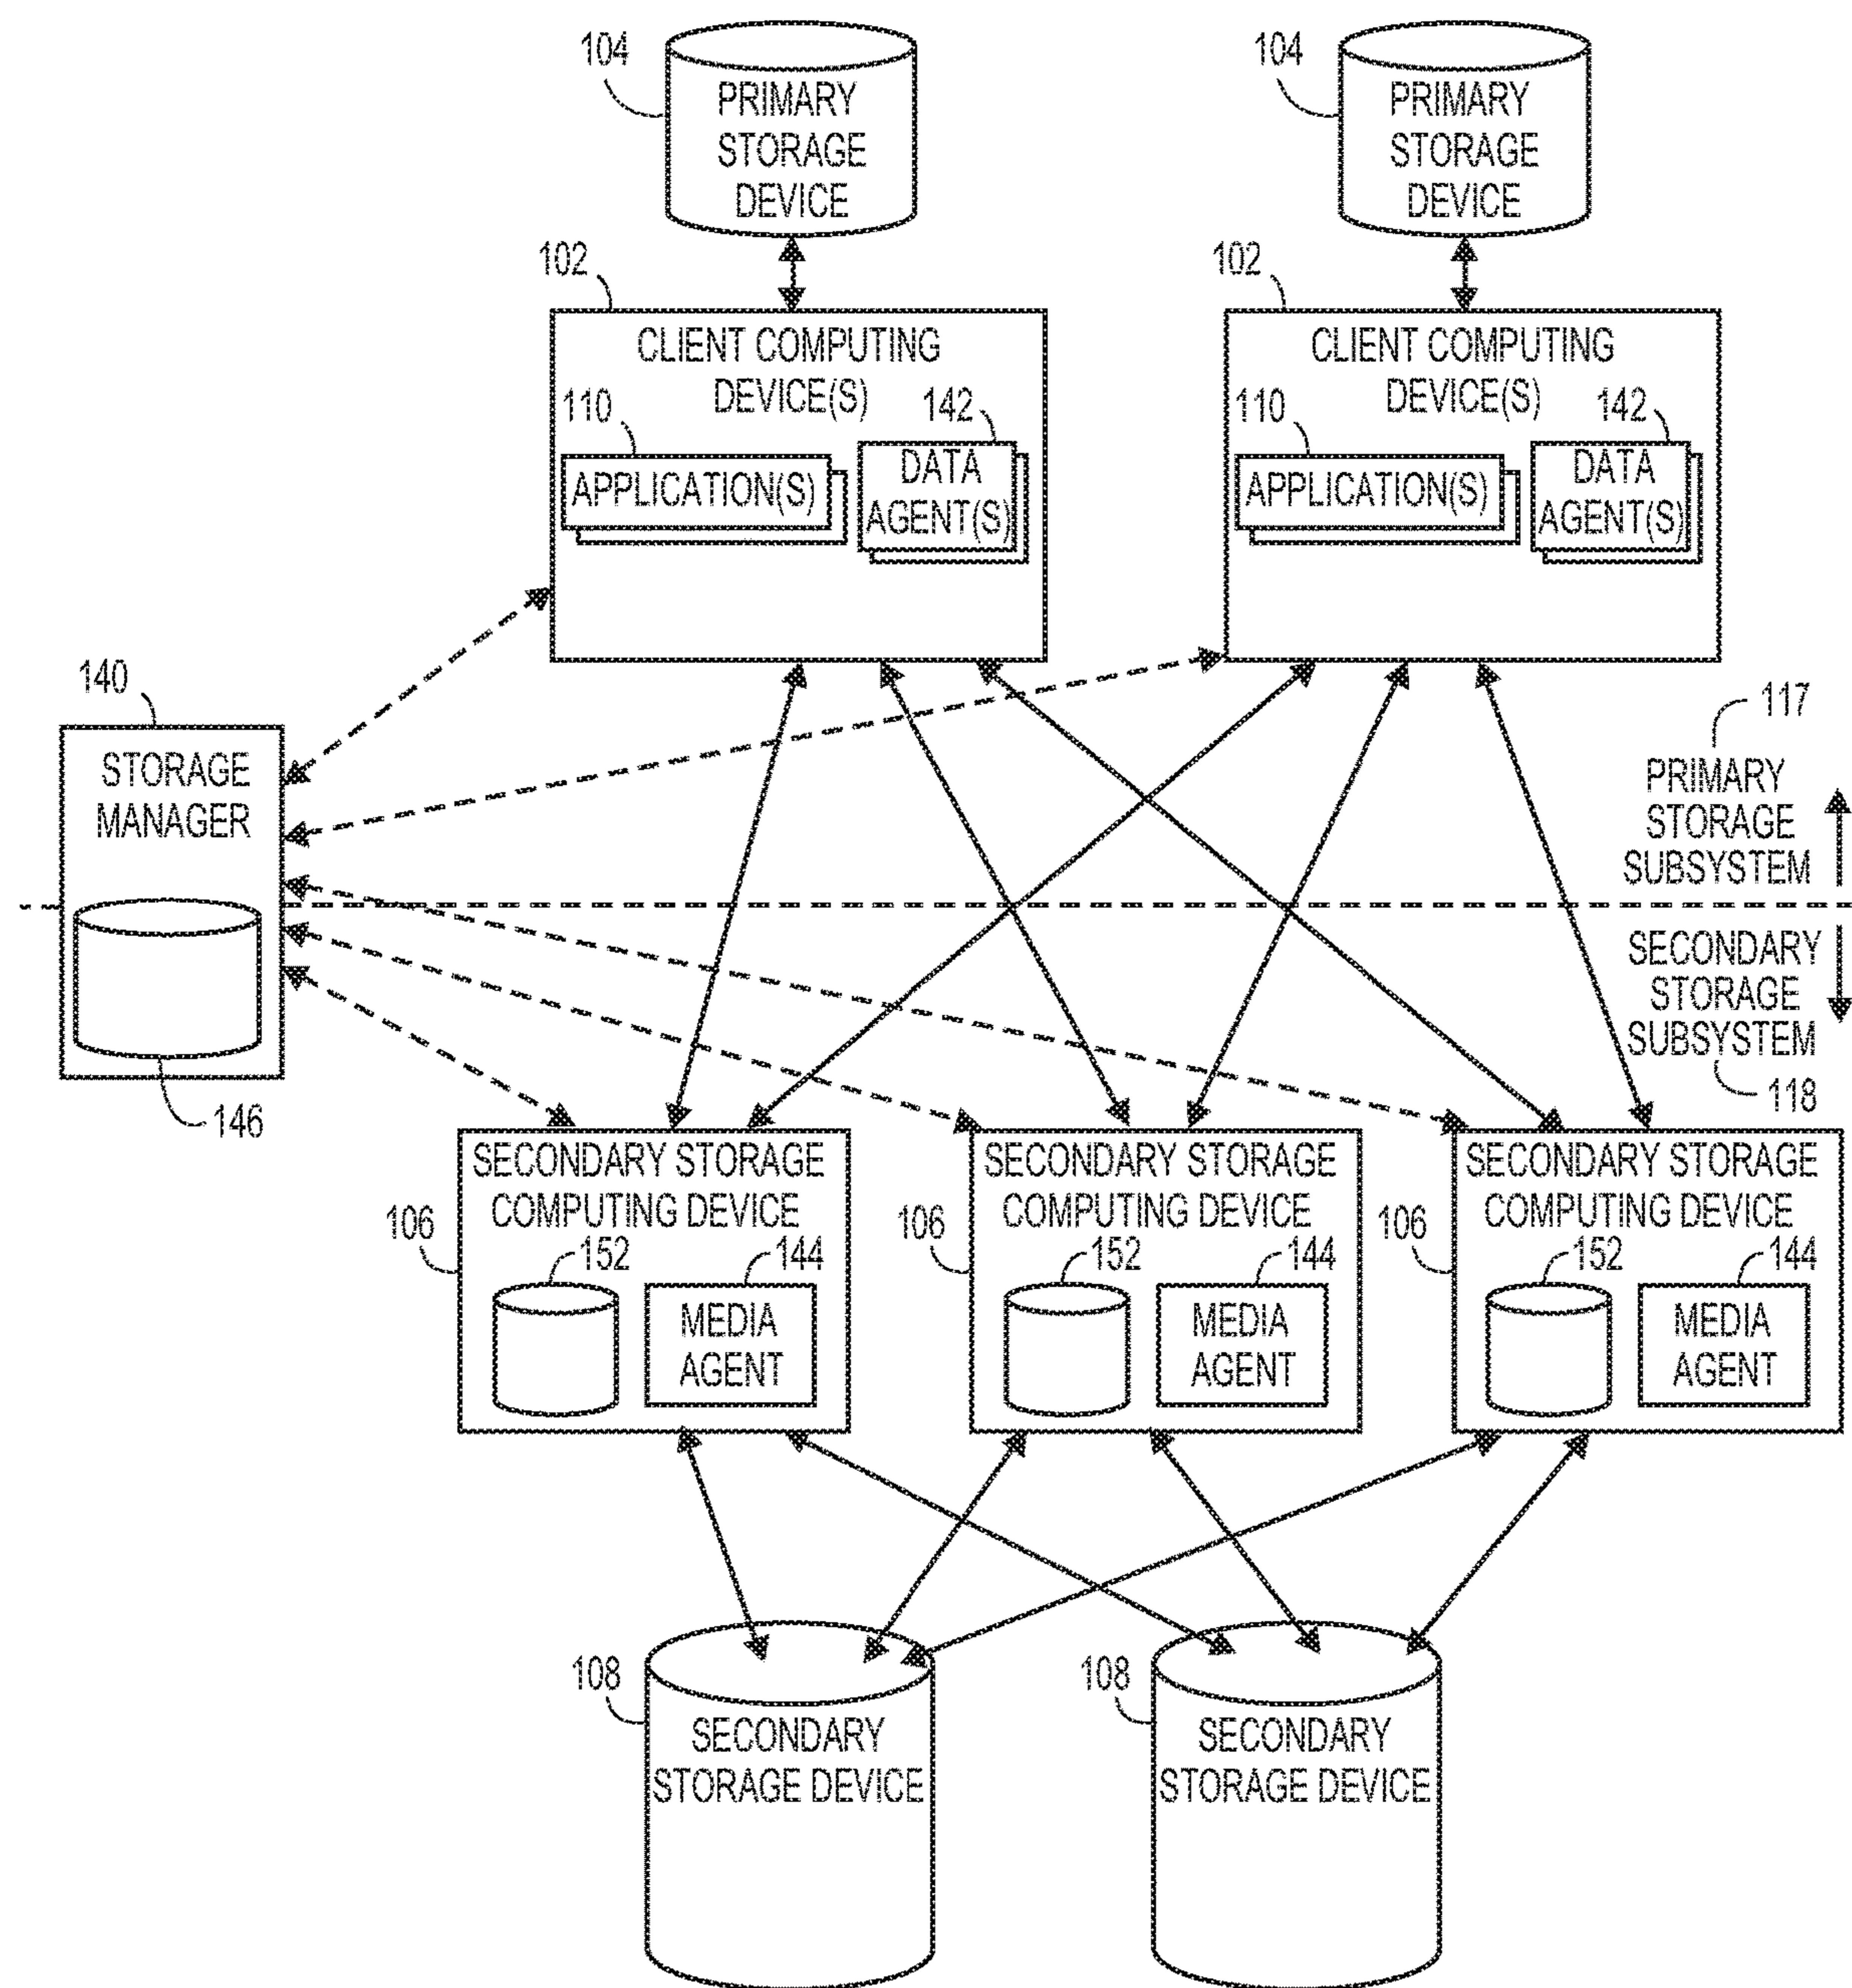 104
PRIMARY
STORAGE
DEVICE
104
PRIMARY
STORAGE
DEVICE
102
CLIENT COMPUTING
DEVICE(S)
110
APPLICATION(S)
142
DATA
AGENT(S)
102
CLIENT COMPUTING
DEVICE(S)
110
APPLICATION(S)
142
DATA
AGENT(S)
140
STORAGE
MANAGER
146
117
PRIMARY
STORAGE
SUBSYSTEM
SECONDARY
STORAGE
SUBSYSTEM
118
106
SECONDARY STORAGE
COMPUTING DEVICE
152
144
MEDIA
AGENT
106
SECONDARY STORAGE
COMPUTING DEVICE
152
144
MEDIA
AGENT
106
SECONDARY STORAGE
COMPUTING DEVICE
152
144
MEDIA
AGENT
108
SECONDARY
STORAGE DEVICE
108
SECONDARY
STORAGE DEVICE